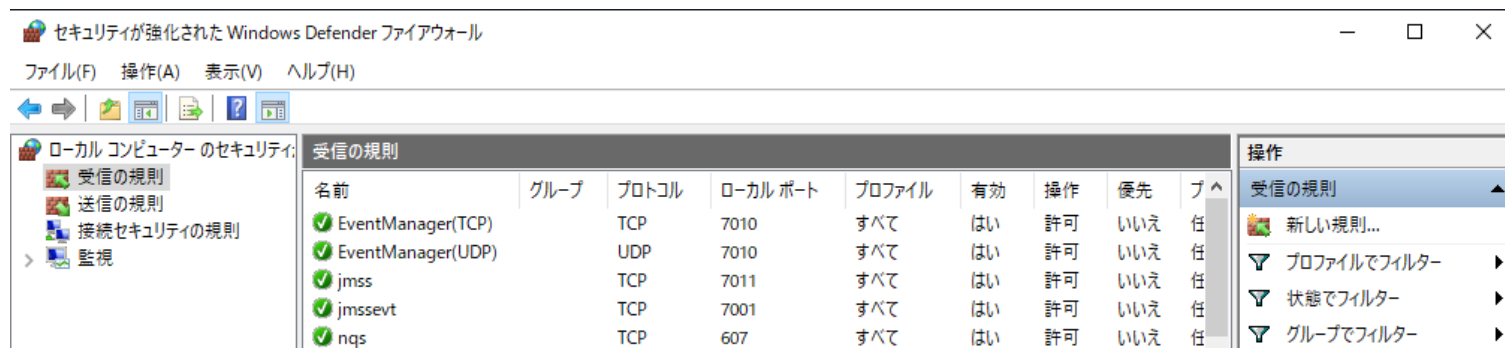 セキュリティが強化された Windows Defender ファイアウォール
ファイル(F) 操作(A) 表示(V) ヘルプ(H)
ローカル コンピューター のセキュリティ
受信の規則
送信の規則
接続セキュリティの規則
監視
受信の規則
名前 グループ プロトコル ローカル ポート プロファイル 有効 操作 優先 プ
EventManager(TCP) TCP 7010 すべて はい 許可 いいえ 任
EventManager(UDP) UDP 7010 すべて はい 許可 いいえ 任
jmss TCP 7011 すべて はい 許可 いいえ 任
jmssevt TCP 7001 すべて はい 許可 いいえ 任
nqs TCP 607 すべて はい 許可 いいえ 任
操作
受信の規則
新しい規則...
プロファイルでフィルター
状態でフィルター
グループでフィルター